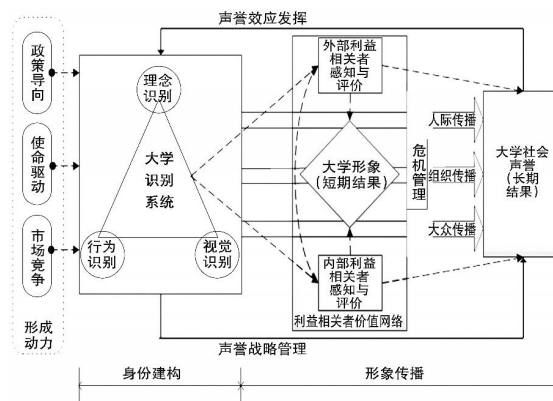 声誉效应发挥
政策导向
使命驱动
市场竞争
形成
动力
理念
识别
大学
识别
系统
行为
识别
视觉
识别
外部利益
相关者
感知与
评价
大学形象
(短期结果)
内部利益
相关者
感知与
评价
利益相关者价值网络
危机管理
人际传播
组织传播
大众传播
大学社会
声誉(长期
结果)
声誉战略管理
身份建构
形象传播